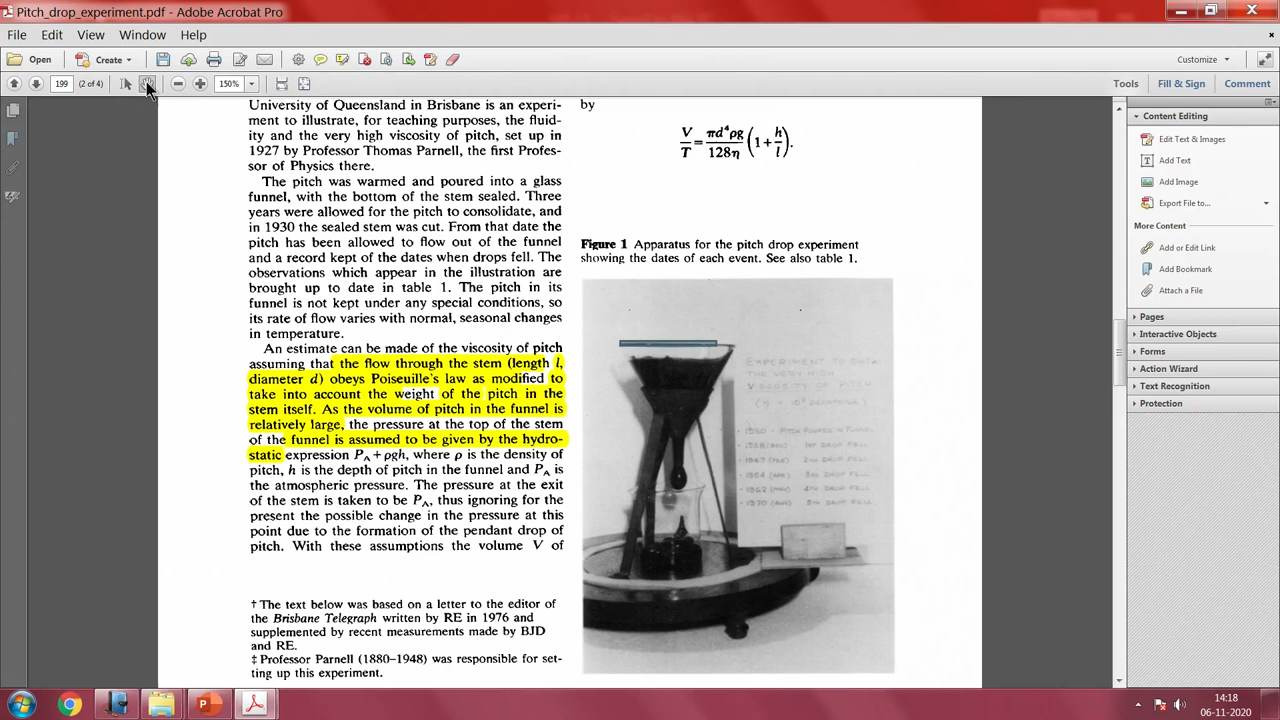 Pitch_drop_experiment.pdf - Adobe Acrobat Pro
File Edit View Window Help
Open Create Customize
199 (2 of 4) 150% Tools Fill & Sign Comment
University of Queensland in Brisbane is an experi-
ment to illustrate, for teaching purposes, the fluid-
ity and the very high viscosity of pitch, set up in
1927 by Professor Thomas Parnell, the first Profes-
sor of Physics there.
The pitch was warmed and poured into a glass
funnel, with the bottom of the stem sealed. Three
years were allowed for the pitch to consolidate, and
in 1930 the sealed stem was cut. From that date the
pitch has been allowed to flow out of the funnel
and a record kept of the dates when drops fell. The
observations which appear in the illustration are
brought up to date in table 1. The pitch in its
funnel is not kept under any special conditions, so
its rate of flow varies with normal, seasonal changes
in temperature.
An estimate can be made of the viscosity of pitch
assuming that the flow through the stem (length l,
diameter d) obeys Poiseuille's law as modified to
take into account the weight of the pitch in the
stem itself. As the volume of pitch in the funnel is
relatively large, the pressure at the top of the stem
of the funnel is assumed to be given by the hydro-
static expression P_A + ρgh, where ρ is the density of
pitch, h is the depth of pitch in the funnel and P_A is
the atmospheric pressure. The pressure at the exit
of the stem is taken to be P_A, thus ignoring for the
present the possible change in the pressure at this
point due to the formation of the pendant drop of
pitch. With these assumptions the volume V of
† The text below was based on a letter to the editor of
the Brisbane Telegraph written by RE in 1976 and
supplemented by recent measurements made by BJD
and RE.
‡ Professor Parnell (1880–1948) was responsible for set-
ting up this experiment.
by
V/T = πd⁴ρg/128η (1 + h/l).
Figure 1 Apparatus for the pitch drop experiment
showing the dates of each event. See also table 1.
EXPERIMENT
THE VERY HIGH
VISCOSITY OF PITCH
Content Editing
Edit Text & Images
Add Text
Add Image
Export File to...
More Content
Add or Edit Link
Add Bookmark
Attach a File
Pages
Interactive Objects
Forms
Action Wizard
Text Recognition
Protection
14:18
06-11-2020